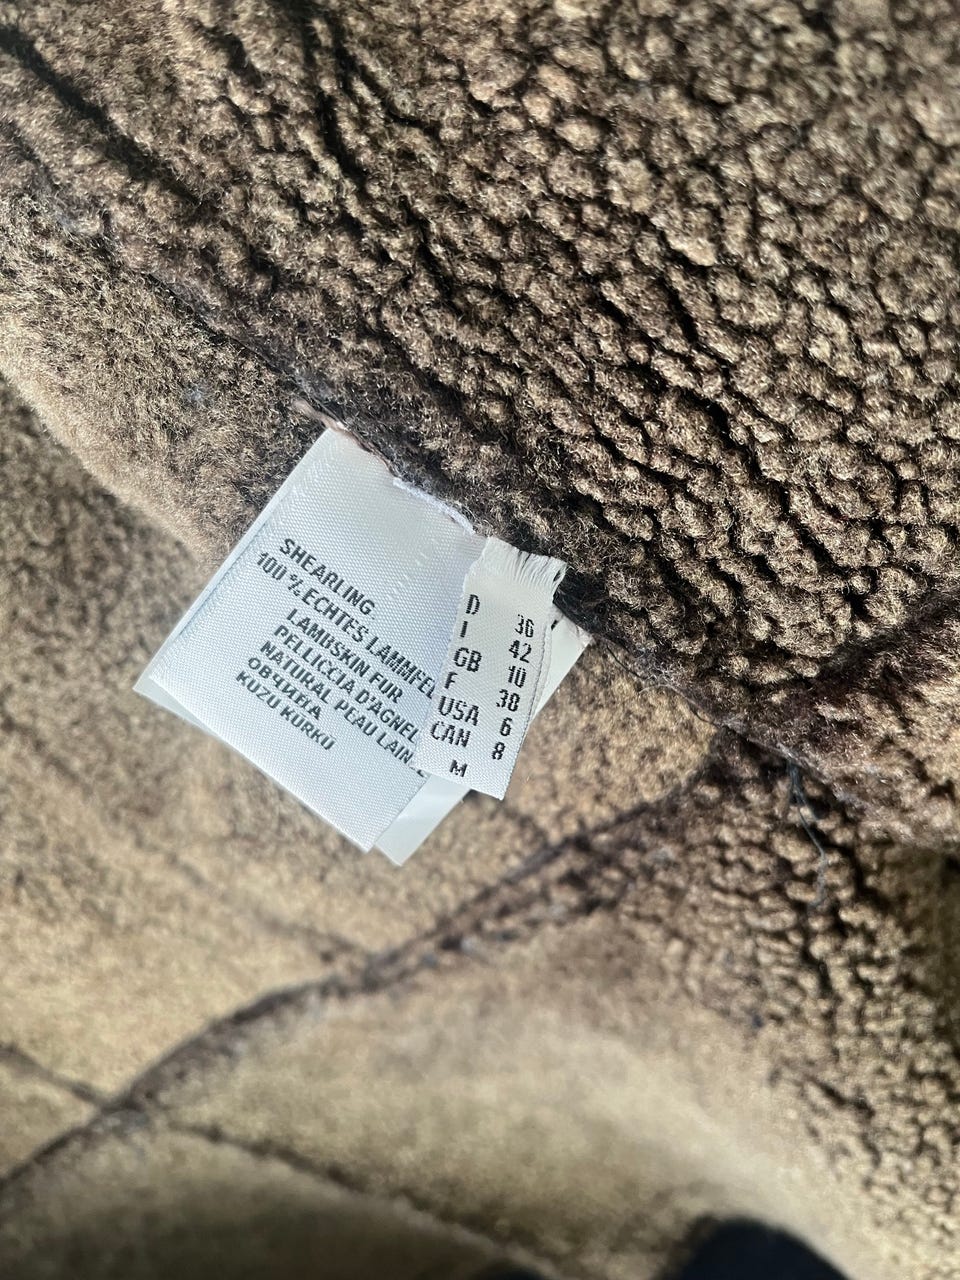 SHEARLING
100 % ECHTES LAMMFEL
LAMBSKIN FUR
PELLICCIA D'AGNEL
NATURAL PEAU LAIN
ОВЧИНА
KUZU KÜRKÜ
D 36
I 42
GB 10
F 38
USA 6
CAN 8
M